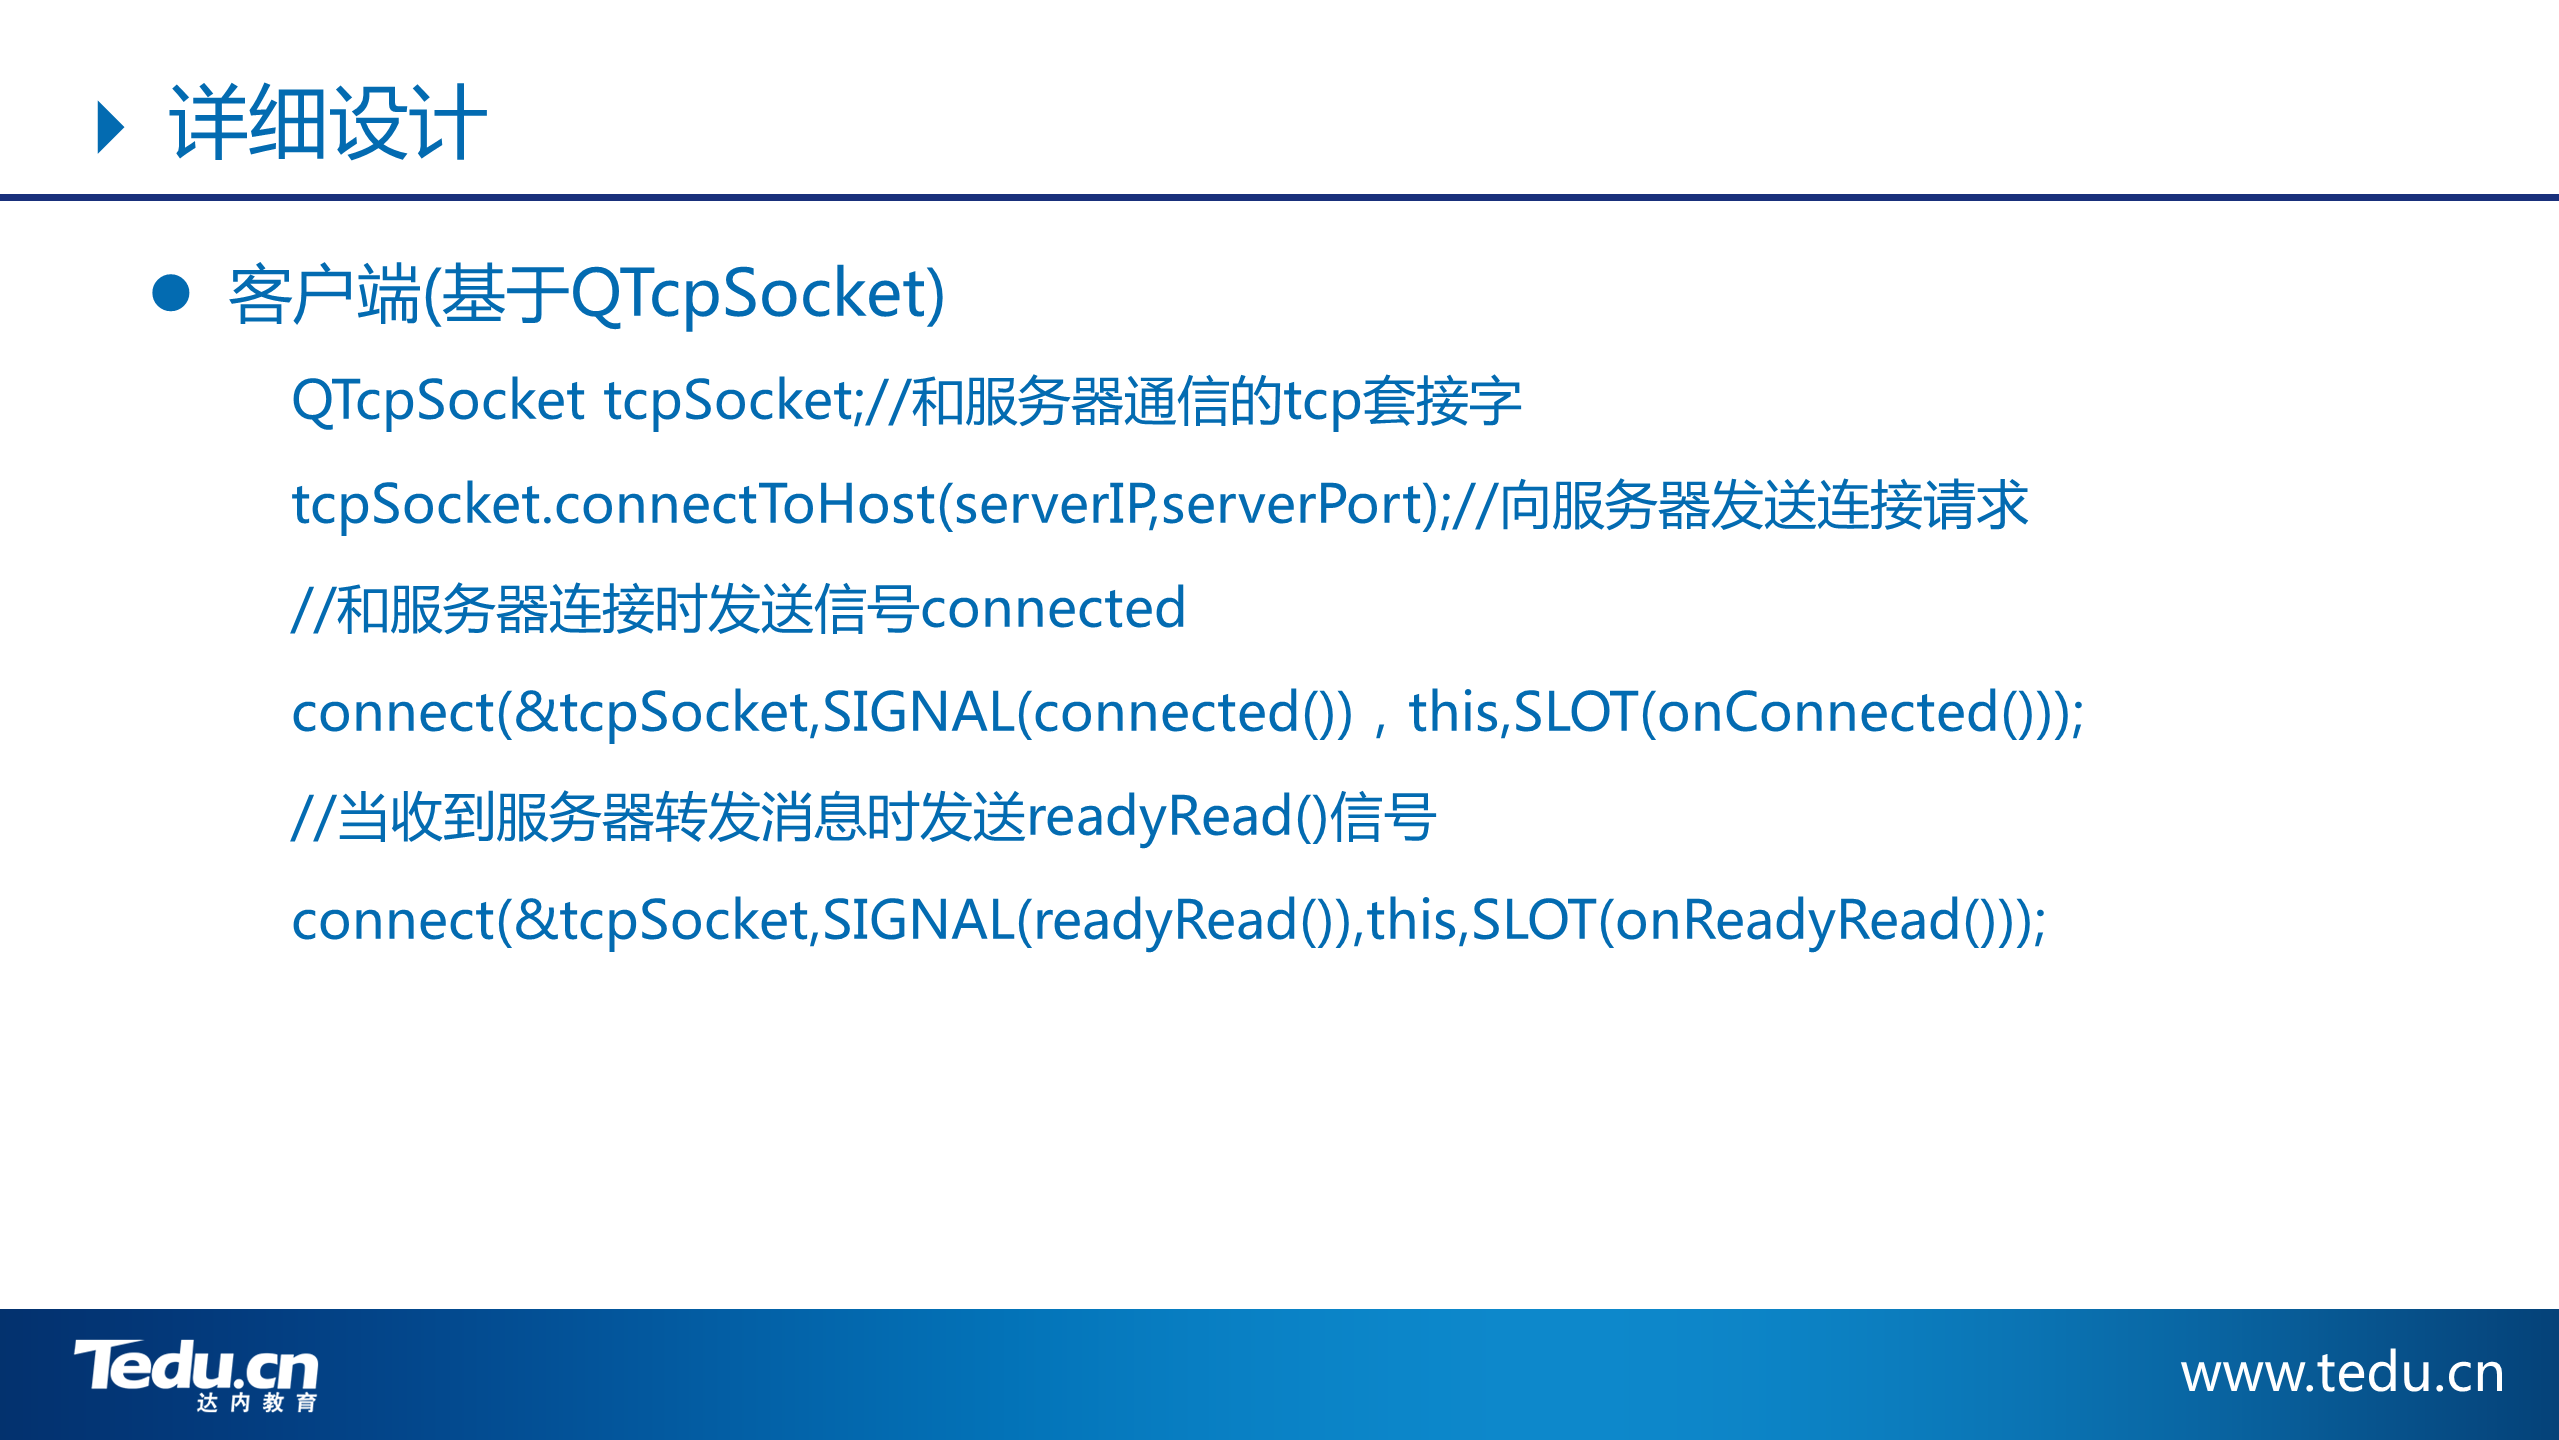 详细设计
客户端(基于QTcpSocket)
QTcpSocket tcpSocket;//和服务器通信的tcp套接字
tcpSocket.connectToHost(serverIP,serverPort);//向服务器发送连接请求
//和服务器连接时发送信号connected
connect(&tcpSocket,SIGNAL(connected())，this,SLOT(onConnected()));
//当收到服务器转发消息时发送readyRead()信号
connect(&tcpSocket,SIGNAL(readyRead()),this,SLOT(onReadyRead()));
Tedu.cn
达内教育
www.tedu.cn